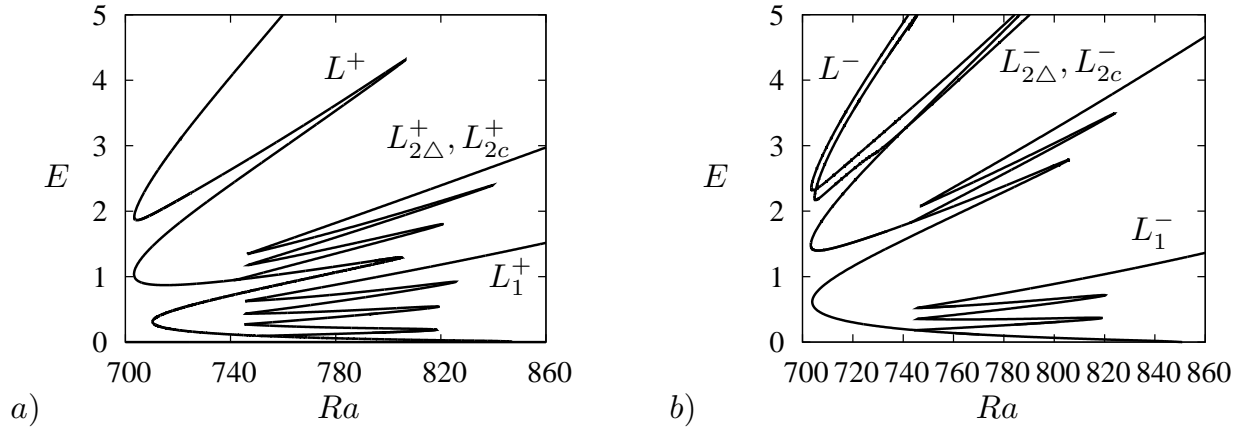 5
4
3
2
1
0
E
L⁺
L⁺₂△, L⁺₂c
L⁺₁
700 740 780 820 860
Ra
a)
5
4
3
2
1
0
E
L⁻
L⁻₂△, L⁻₂c
L⁻₁
700 720 740 760 780 800 820 840 860
Ra
b)